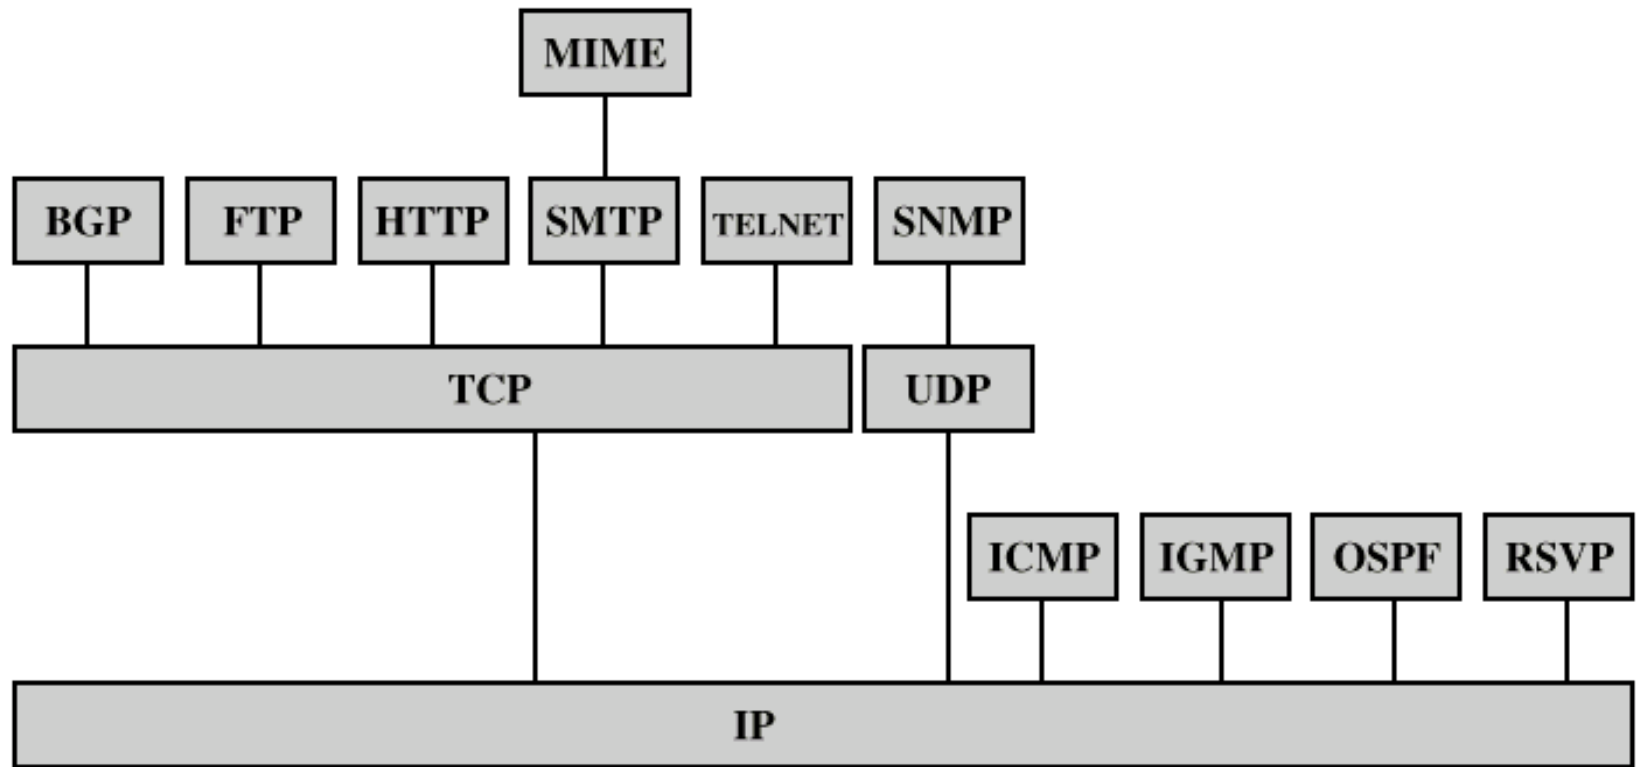 MIME
BGP FTP HTTP SMTP TELNET SNMP
TCP UDP
ICMP IGMP OSPF RSVP
IP